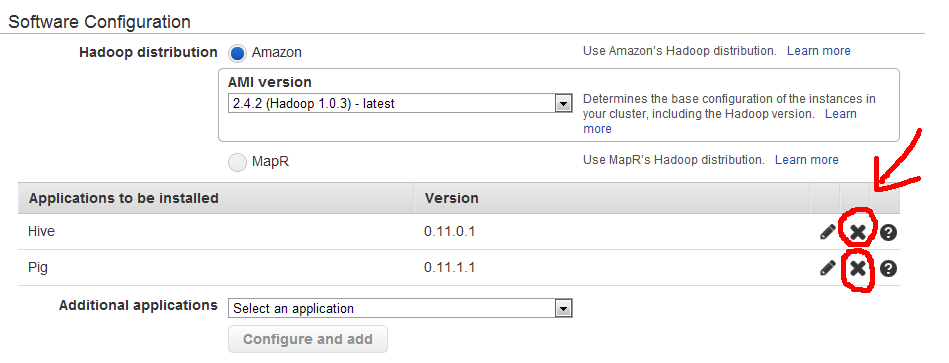 Software Configuration
Hadoop distribution Amazon Use Amazon's Hadoop distribution. Learn more
AMI version
2.4.2 (Hadoop 1.0.3) - latest
Determines the base configuration of the instances in
your cluster, including the Hadoop version. Learn
more
MapR Use MapR's Hadoop distribution. Learn more
Applications to be installed Version
Hive 0.11.0.1
Pig 0.11.1.1
Additional applications Select an application
Configure and add